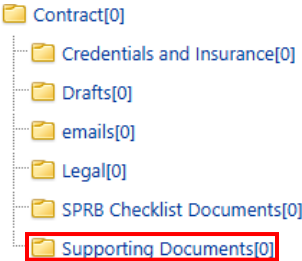 Contract[0]
Credentials and Insurance[0]
Drafts[0]
emails[0]
Legal[0]
SPRB Checklist Documents[0]
Supporting Documents[0]